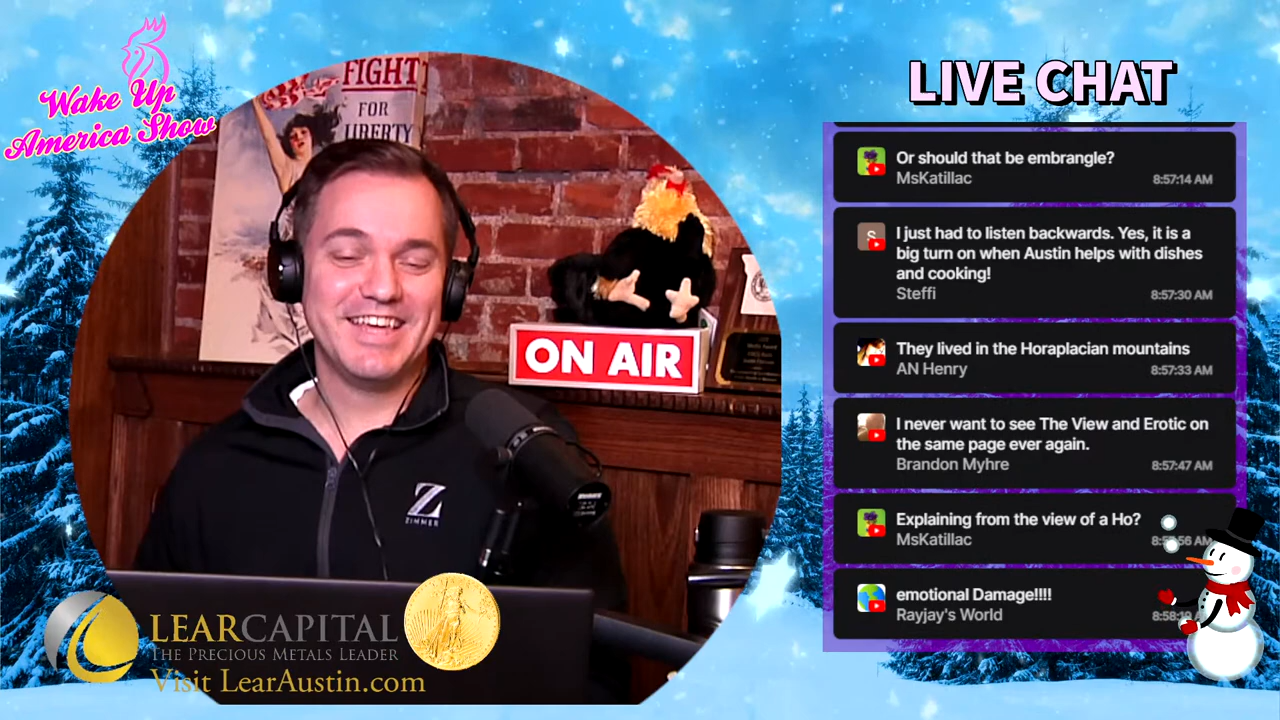 Wake Up
America Show
FIGHT
FOR
LIBERTY
ON AIR
Z
ZIMMER
LEARCAPITAL
THE PRECIOUS METALS LEADER
Visit LearAustin.com
LIVE CHAT
Or should that be embrangle?
MsKatillac
8:57:14 AM
S
I just had to listen backwards. Yes, it is a
big turn on when Austin helps with dishes
and cooking!
Steffi
8:57:30 AM
They lived in the Horaplacian mountains
AN Henry
8:57:33 AM
I never want to see The View and Erotic on
the same page ever again.
Brandon Myhre
8:57:47 AM
Explaining from the view of a Ho?
MsKatillac
AM
emotional Damage!!!!
Rayjay's World